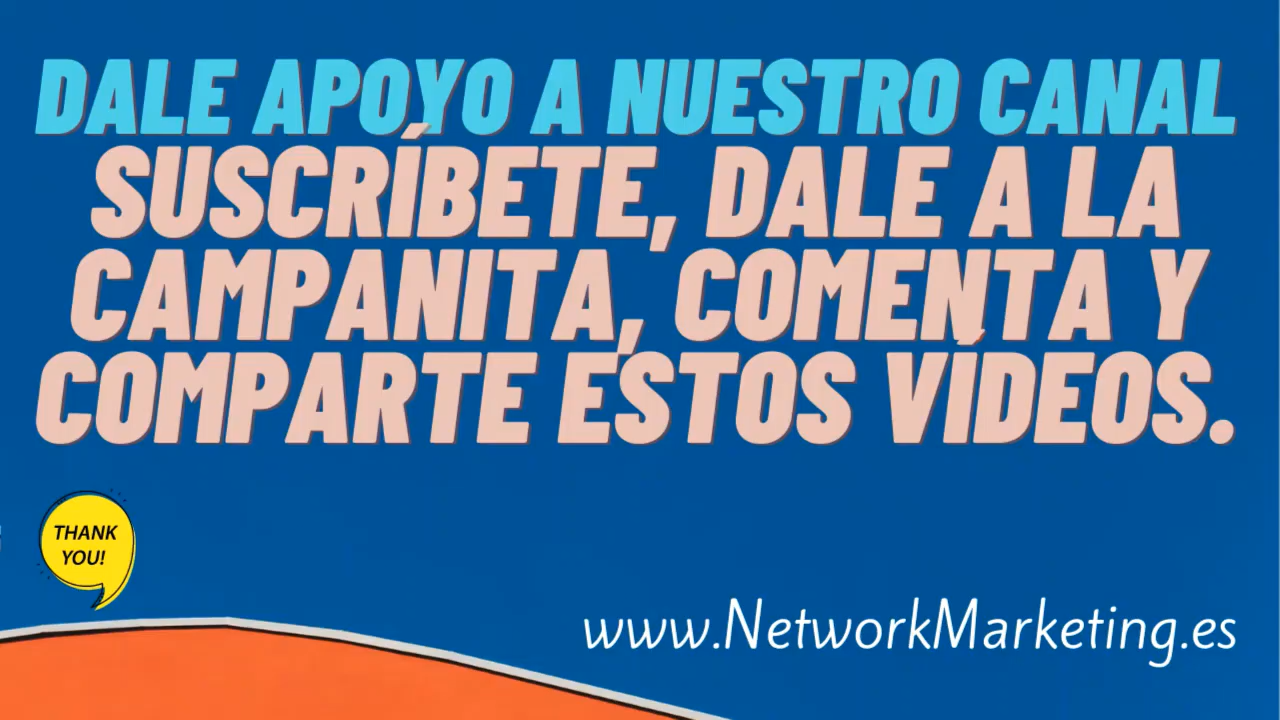 DALE APOYO A NUESTRO CANAL
SUSCRÍBETE, DALE A LA
CAMPANITA, COMENTA Y
COMPARTE ESTOS VÍDEOS.
THANK
YOU!
www.NetworkMarketing.es